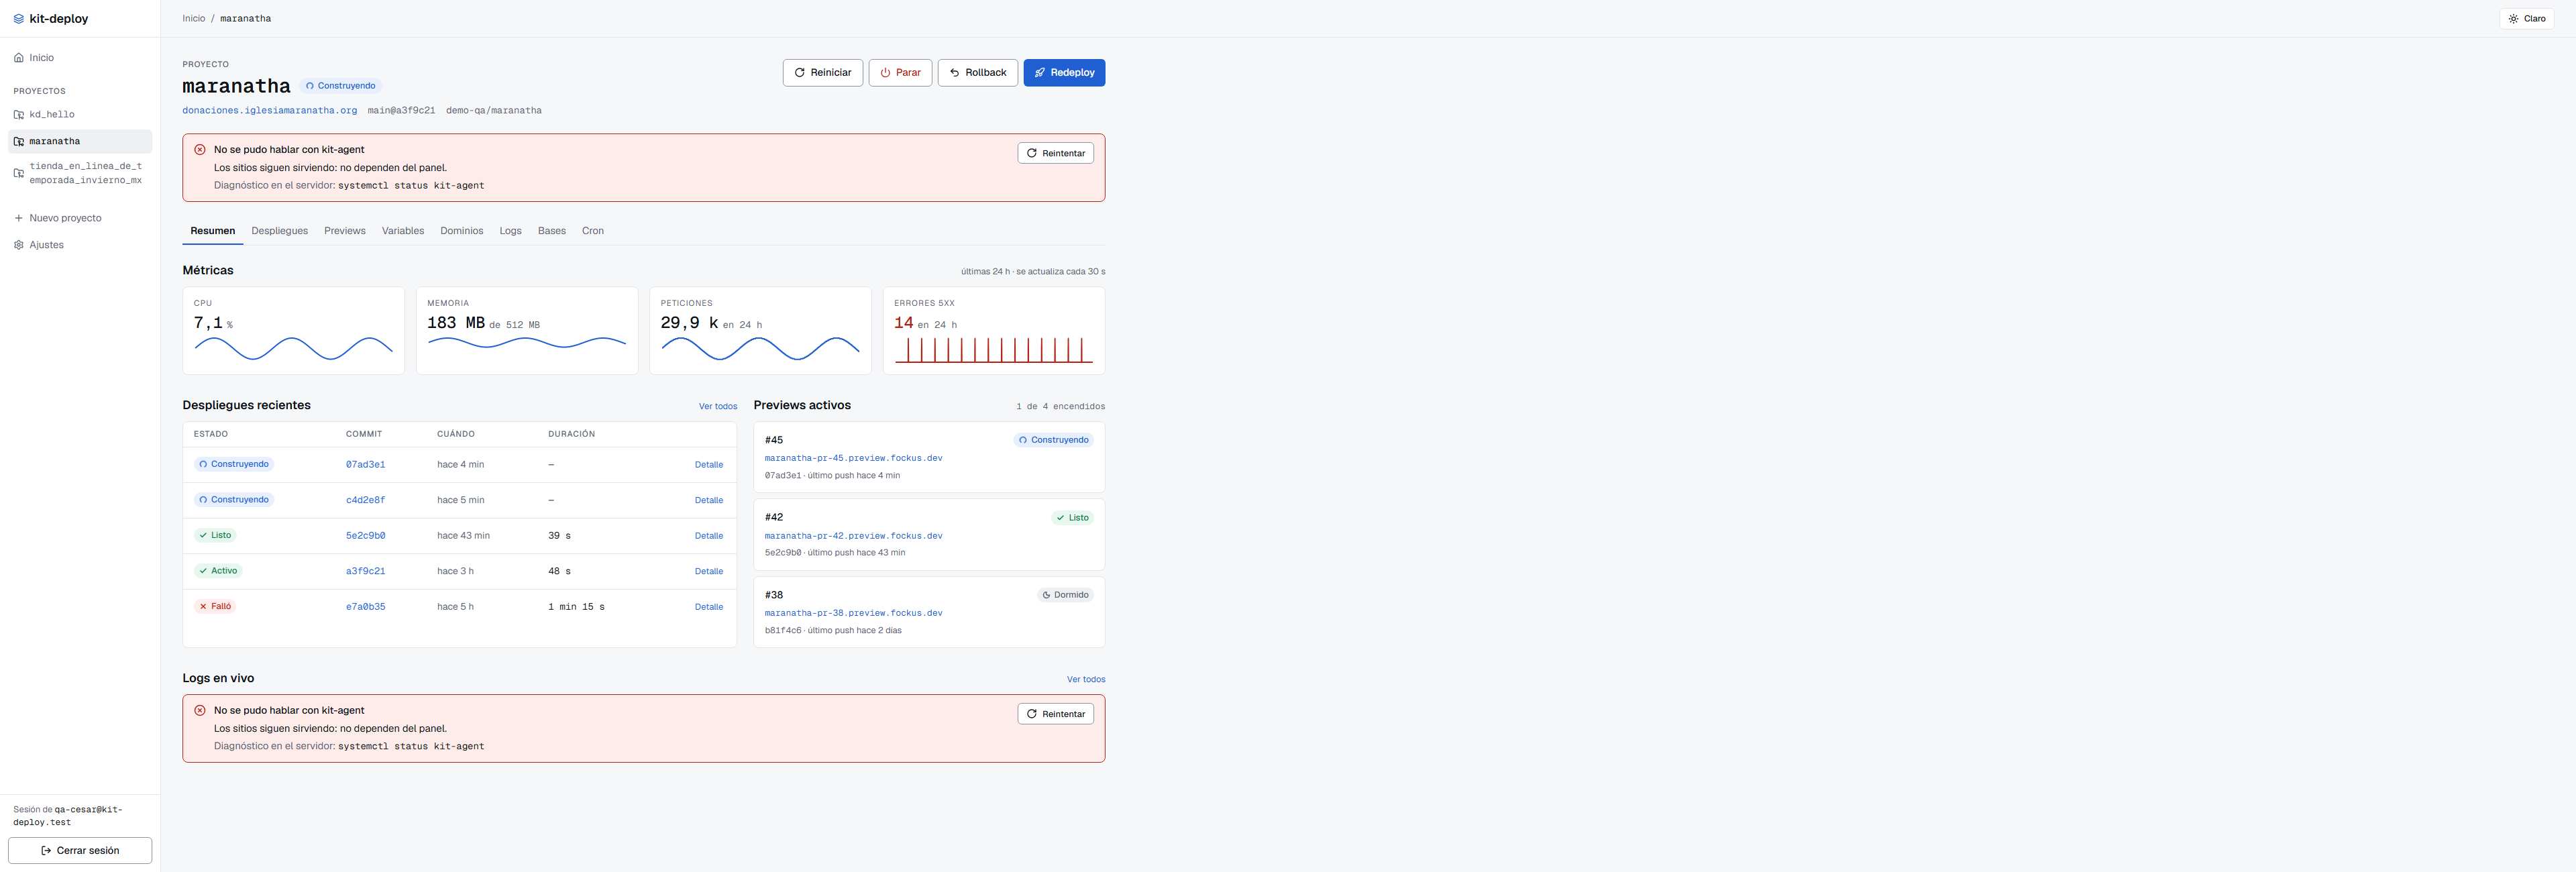 kit-deploy
Inicio / maranatha
Claro
Inicio
PROYECTOS
kd_hello
maranatha
tienda_en_linea_de_t
emporada_invierno_mx
Nuevo proyecto
Ajustes
Sesión de qa-cesar@kit-
deploy.test
Cerrar sesión
PROYECTO
maranatha Construyendo
donaciones.iglesiamaranatha.org main@a3f9c21 demo-qa/maranatha
Reiniciar Parar Rollback Redeploy
No se pudo hablar con kit-agent
Los sitios siguen sirviendo: no dependen del panel.
Diagnóstico en el servidor: systemctl status kit-agent
Reintentar
Resumen Despliegues Previews Variables Dominios Logs Bases Cron
Métricas
últimas 24 h · se actualiza cada 30 s
CPU
7,1 %
MEMORIA
183 MB de 512 MB
PETICIONES
29,9 k en 24 h
ERRORES 5XX
14 en 24 h
Despliegues recientes Ver todos
ESTADO COMMIT CUÁNDO DURACIÓN
Construyendo 07ad3e1 hace 4 min — Detalle
Construyendo c4d2e8f hace 5 min — Detalle
Listo 5e2c9b0 hace 43 min 39 s Detalle
Activo a3f9c21 hace 3 h 48 s Detalle
Falló e7a0b35 hace 5 h 1 min 15 s Detalle
Previews activos 1 de 4 encendidos
#45 Construyendo
maranatha-pr-45.preview.fockus.dev
07ad3e1 · último push hace 4 min
#42 Listo
maranatha-pr-42.preview.fockus.dev
5e2c9b0 · último push hace 43 min
#38 Dormido
maranatha-pr-38.preview.fockus.dev
b81f4c6 · último push hace 2 días
Logs en vivo Ver todos
No se pudo hablar con kit-agent
Los sitios siguen sirviendo: no dependen del panel.
Diagnóstico en el servidor: systemctl status kit-agent
Reintentar